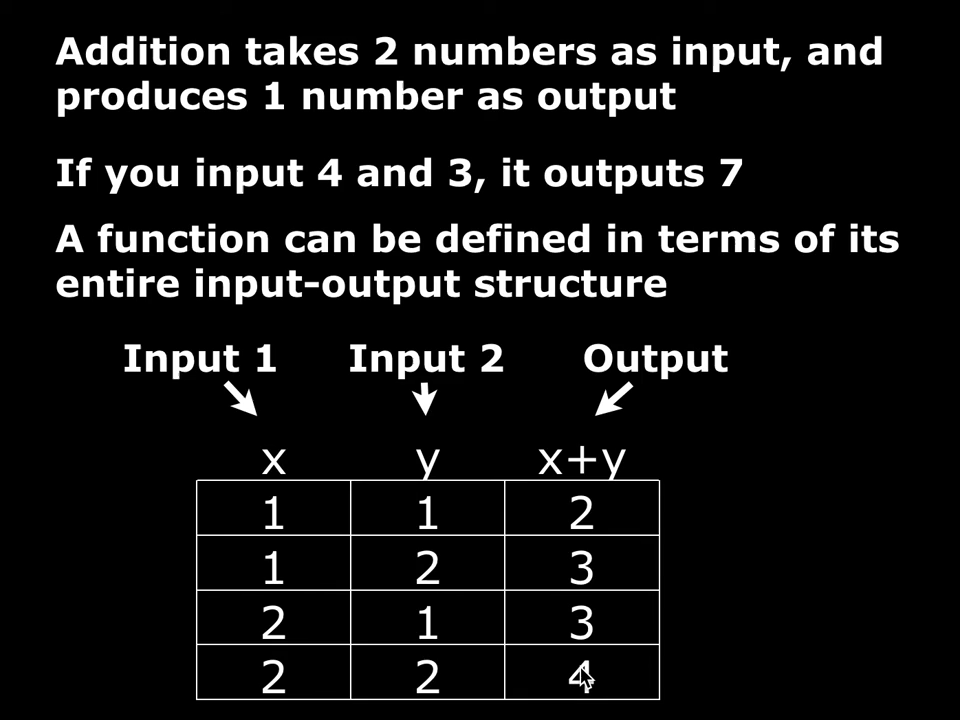 Addition takes 2 numbers as input, and
produces 1 number as output
If you input 4 and 3, it outputs 7
A function can be defined in terms of its
entire input-output structure
Input 1 Input 2 Output
x y x+y
1 1 2
1 2 3
2 1 3
2 2 4